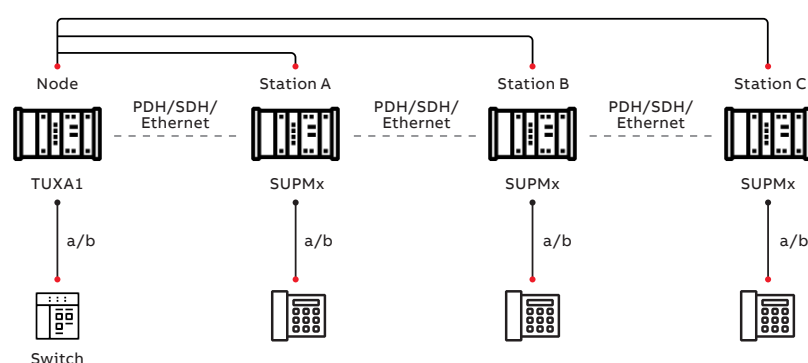 Node
Station A
Station B
Station C
PDH/SDH/
Ethernet
PDH/SDH/
Ethernet
PDH/SDH/
Ethernet
TUXA1
SUPMx
SUPMx
SUPMx
a/b
a/b
a/b
a/b
Switch